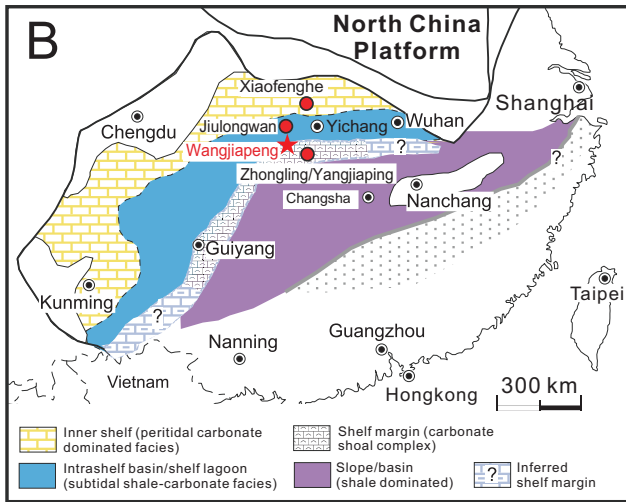 B
North China
Platform
Xiaofenghe
Shanghai
Chengdu
Jiulongwan
Yichang
Wuhan
Wangjiapeng
?
?
Zhongling/Yangjiaping
Changsha
Nanchang
Guiyang
Kunming
?
Taipei
Nanning
Guangzhou
Vietnam
Hongkong
300 km
Inner shelf (peritidal carbonate
dominated facies)
Shelf margin (carbonate
shoal complex)
Intrashelf basin/shelf lagoon
(subtidal shale-carbonate facies)
Slope/basin
(shale dominated)
?
Inferred
shelf margin